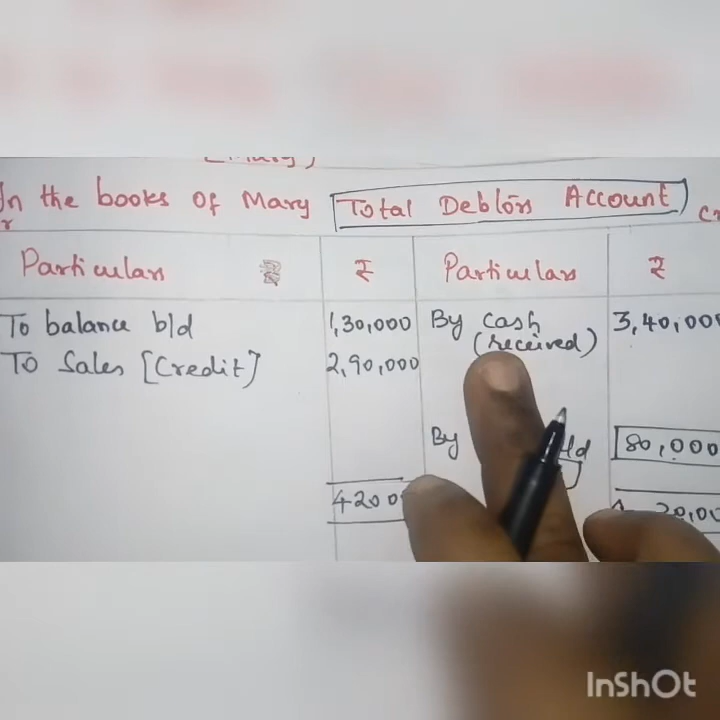 In the books of Mary Total Debtors Account
Particulars ₹ Particulars ₹
To balance b/d 1,30,000 By cash 3,40,000
(received)
To Sales [Credit] 2,90,000
By 80,000
4200
InShOt